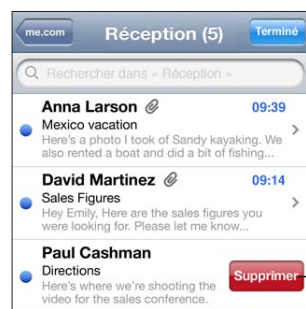 me.com Réception (5) Terminé
Rechercher dans « Réception »
Anna Larson 09:39
Mexico vacation
Here's a photo I took of Sandy kayaking. We
also rented a boat and did a bit of fishing...
David Martinez 09:14
Sales Figures
Hey Emily, Here are the sales figures you
were looking for. Please let me know...
Paul Cashman
Directions
Supprimer
Here's where we're shooting the
video for the sales conference.